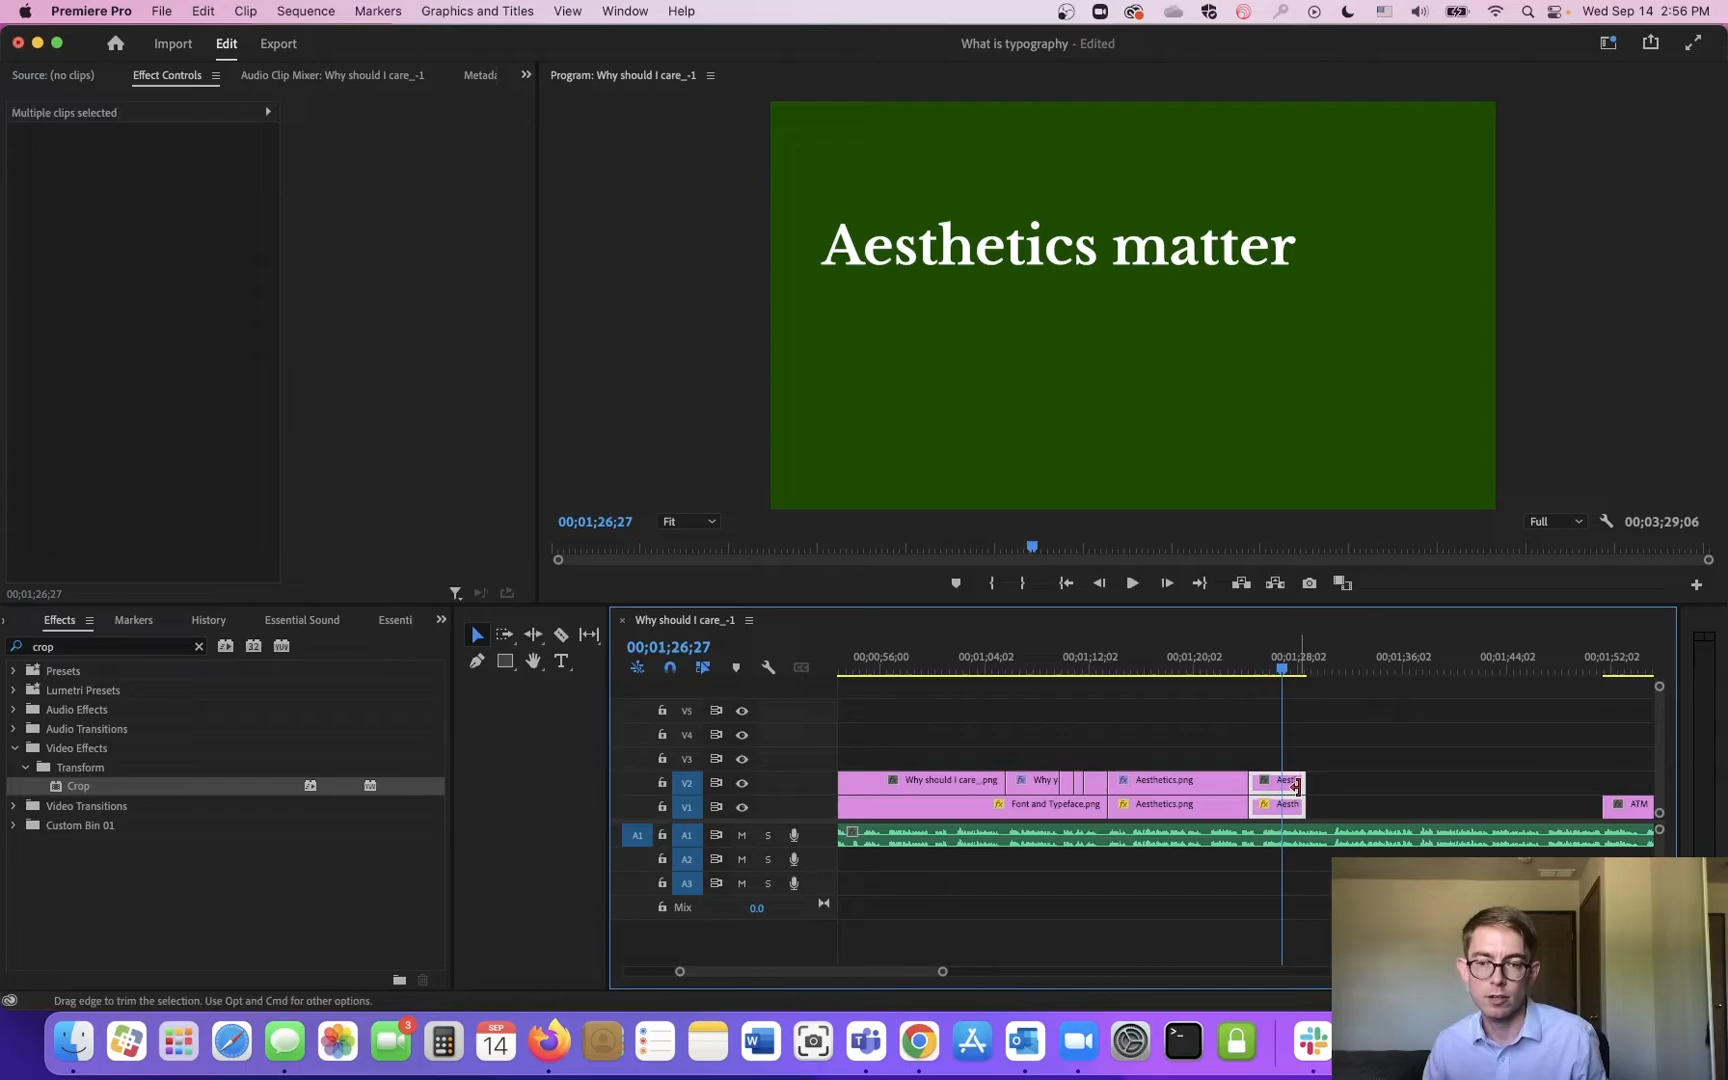 Premiere Pro File Edit Clip Sequence Markers Graphics and Titles View Window Help Wed Sep 14 2:56 PM
Import Edit Export What is typography - Edited
Source: (no clips) Effect Controls Audio Clip Mixer: Why should I care_-1 Metada Program: Why should I care_-1
Multiple clips selected
Aesthetics matter
00;01;26;27 Fit Full 00;03;29;06
00;01;26;27
Effects Markers History Essential Sound Essenti Why should I care_-1
crop
00;01;26;27
00;00;56;00 00;01;04;02 00;01;12;02 00;01;20;02 00;01;28;02 00;01;36;02 00;01;44;02 00;01;52;02
Presets
Lumetri Presets
Audio Effects
Audio Transitions
Video Effects
Transform
Crop
Video Transitions
Custom Bin 01
V5
V4
V3
V2 Why should I care_.png Why y Aesthetics.png Aest
V1 Font and Typeface.png Aesthetics.png Aesth ATM
A1 A1 M S
A2 M S
A3 M S
Mix 0.0
Drag edge to trim the selection. Use Opt and Cmd for other options.
SEP
14
3